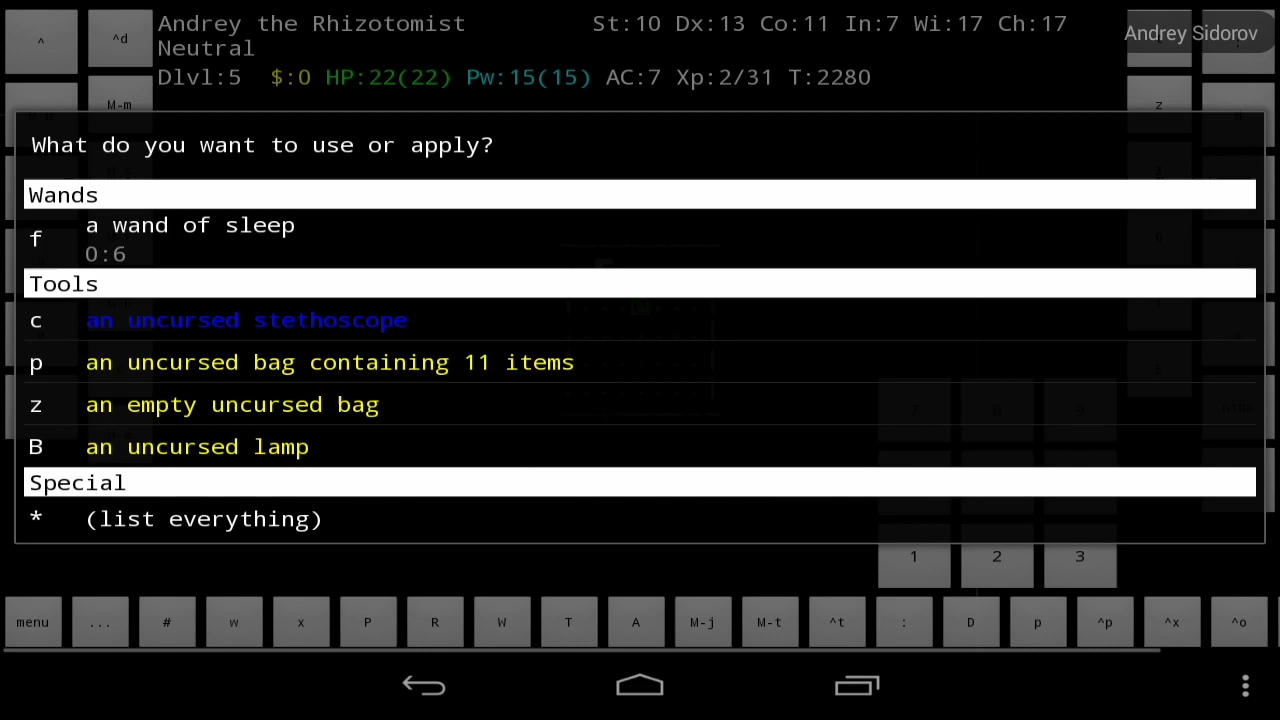 ^ ^d Andrey the Rhizotomist St:10 Dx:13 Co:11 In:7 Wi:17 Ch:17 Andrey Sidorov
Neutral
Dlvl:5 $:0 HP:22(22) Pw:15(15) AC:7 Xp:2/31 T:2280
M-m z
What do you want to use or apply?
Wands
f a wand of sleep
0:6
Tools
c an uncursed stethoscope
p an uncursed bag containing 11 items
z an empty uncursed bag
B an uncursed lamp
Special
* (list everything)
1 2 3
menu ... # w x P R W T A M-j M-t ^t : D p ^p ^x ^o